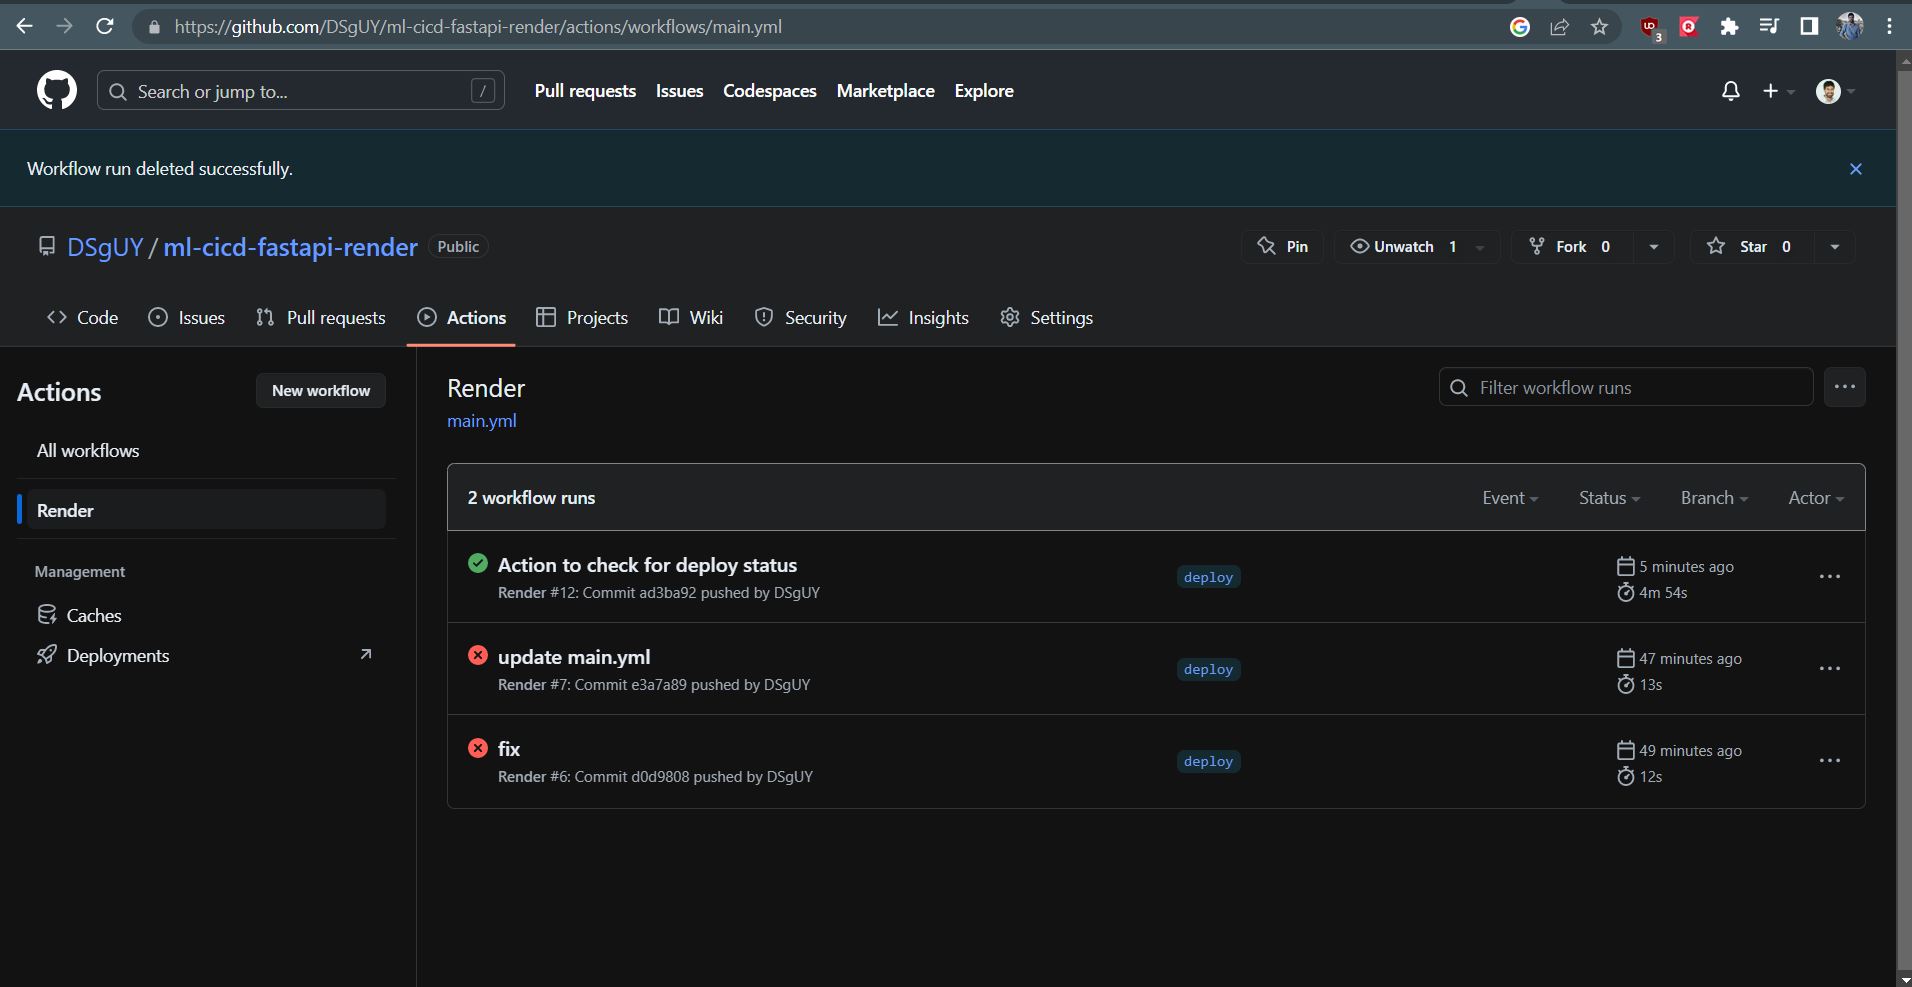 https://github.com/DSgUY/ml-cicd-fastapi-render/actions/workflows/main.yml
3
Search or jump to...
/
Pull requests Issues Codespaces Marketplace Explore
Workflow run deleted successfully.
DSgUY / ml-cicd-fastapi-render Public
Pin
Unwatch 1
Fork 0
Star 0
Code Issues Pull requests Actions Projects Wiki Security Insights Settings
Actions
New workflow
All workflows
Render
Management
Caches
Deployments
Render
main.yml
Filter workflow runs
2 workflow runs
Event Status Branch Actor
Action to check for deploy status
Render #12: Commit ad3ba92 pushed by DSgUY
deploy
5 minutes ago
4m 54s
update main.yml
Render #7: Commit e3a7a89 pushed by DSgUY
deploy
47 minutes ago
13s
fix
Render #6: Commit d0d9808 pushed by DSgUY
deploy
49 minutes ago
12s